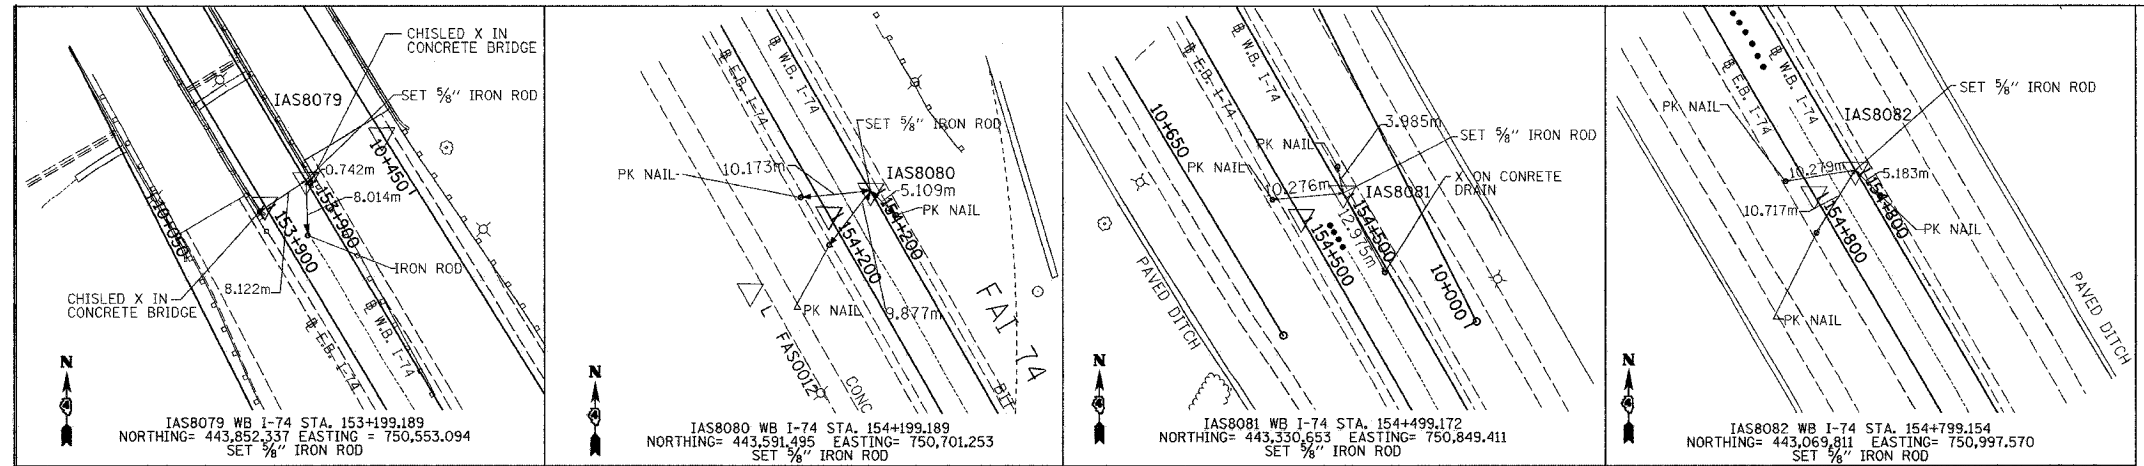 CHISLED X IN
CONCRETE BRIDGE
IAS8079
SET 5/8" IRON ROD
10+450
0.742m
8.014m
153+900
10+050
153+900
IRON ROD
8.122m
CHISLED X IN
CONCRETE BRIDGE
E.B. I-74
W.B. I-74
N
IAS8079 WB I-74 STA. 153+199.189
NORTHING= 443,852.337 EASTING = 750,553.094
SET 5/8" IRON ROD
E.B. I-74
W.B. I-74
SET 5/8" IRON ROD
PK NAIL
10.173m
IAS8080
5.109m
PK NAIL
154+200
154+200
PK NAIL
9.877m
L FAS0012
CONC
BIT
FAI 74
N
IAS8080 WB I-74 STA. 154+199.189
NORTHING= 443,591.495 EASTING= 750,701.253
SET 5/8" IRON ROD
E.B. I-74
W.B. I-74
10+650
3.985m
SET 5/8" IRON ROD
PK NAIL
PK NAIL
10.276m
IAS8081
X ON CONRETE
DRAIN
154+500
12.975m
154+500
10+000
PAVED DITCH
N
IAS8081 WB I-74 STA. 154+499.172
NORTHING= 443,330.653 EASTING= 750,849.411
SET 5/8" IRON ROD
E.B. I-74
W.B. I-74
PK NAIL
SET 5/8" IRON ROD
IAS8082
10.279m
5.183m
10.717m
154+800
154+800
PK NAIL
PK NAIL
PAVED DITCH
N
IAS8082 WB I-74 STA. 154+799.154
NORTHING= 443,069.811 EASTING= 750,997.570
SET 5/8" IRON ROD